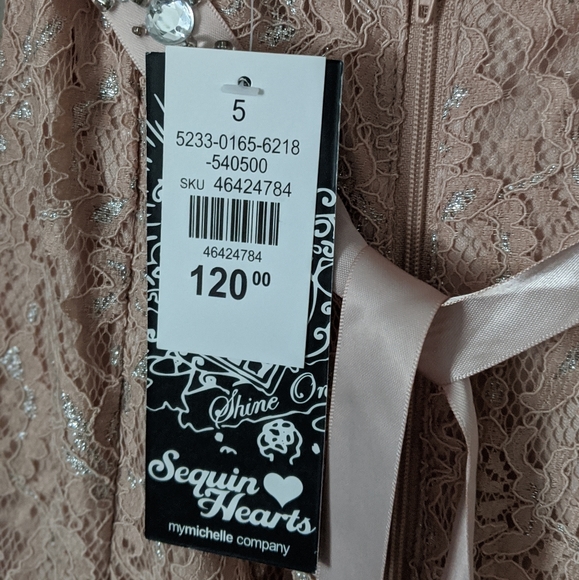 5
5233-0165-6218
-540500
SKU 46424784
46424784
120 00
Shine On
Sequin
Hearts
mymichelle company